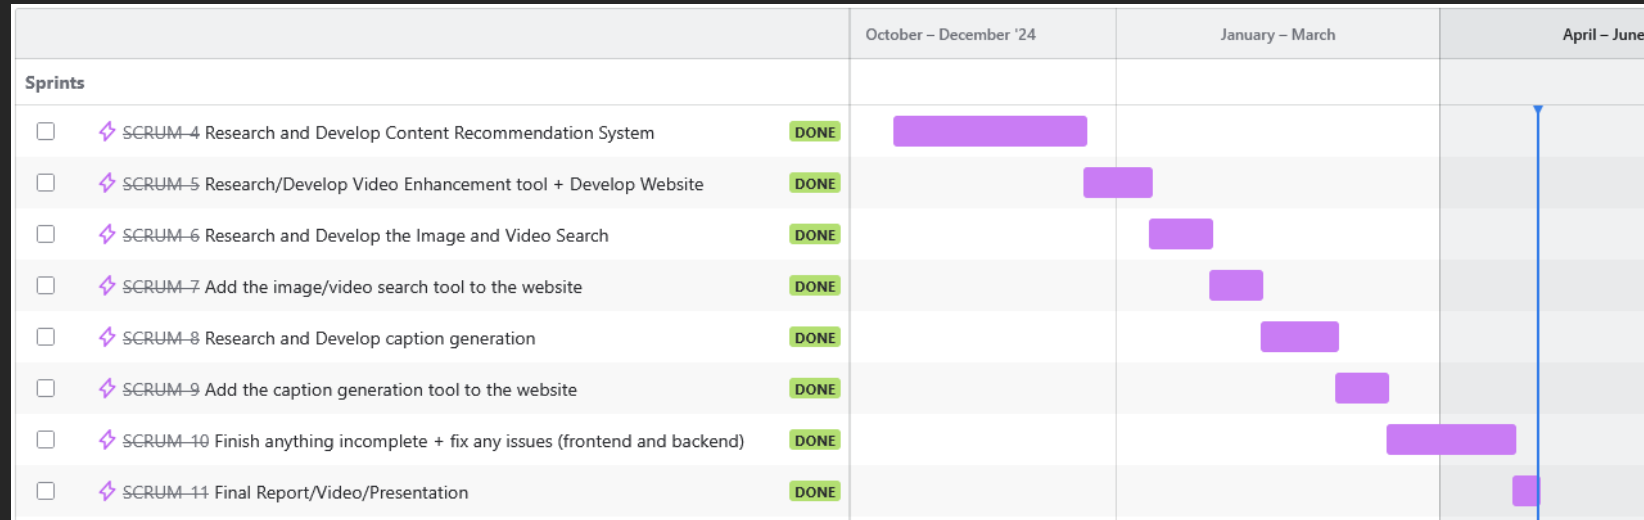 October – December '24 January – March April – June
Sprints
SCRUM-4 Research and Develop Content Recommendation System DONE
SCRUM-5 Research/Develop Video Enhancement tool + Develop Website DONE
SCRUM-6 Research and Develop the Image and Video Search DONE
SCRUM-7 Add the image/video search tool to the website DONE
SCRUM-8 Research and Develop caption generation DONE
SCRUM-9 Add the caption generation tool to the website DONE
SCRUM-10 Finish anything incomplete + fix any issues (frontend and backend) DONE
SCRUM-11 Final Report/Video/Presentation DONE